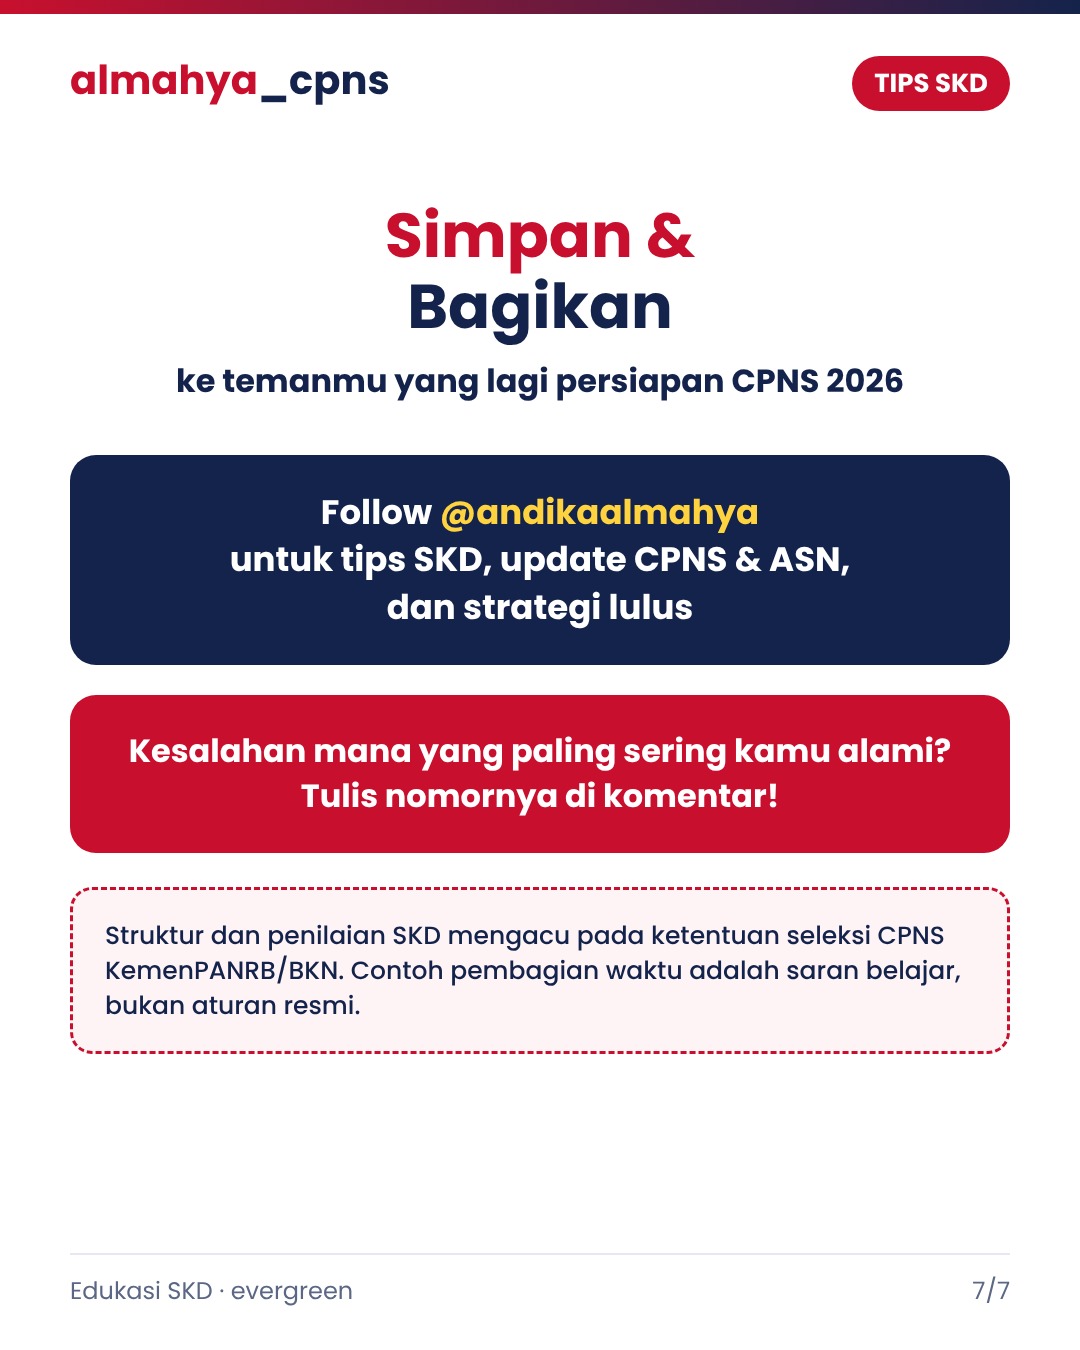 almahya_cpns
TIPS SKD
Simpan &
Bagikan
ke temanmu yang lagi persiapan CPNS 2026
Follow @andikaalmahya
untuk tips SKD, update CPNS & ASN,
dan strategi lulus
Kesalahan mana yang paling sering kamu alami?
Tulis nomornya di komentar!
Struktur dan penilaian SKD mengacu pada ketentuan seleksi CPNS
KemenPANRB/BKN. Contoh pembagian waktu adalah saran belajar,
bukan aturan resmi.
Edukasi SKD · evergreen
7/7